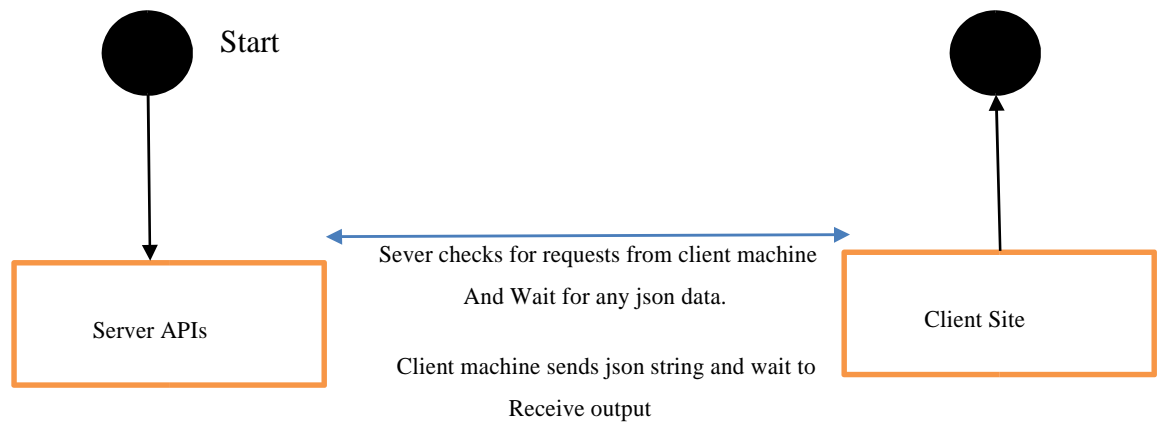 Start
Sever checks for requests from client machine
And Wait for any json data.
Server APIs
Client Site
Client machine sends json string and wait to
Receive output